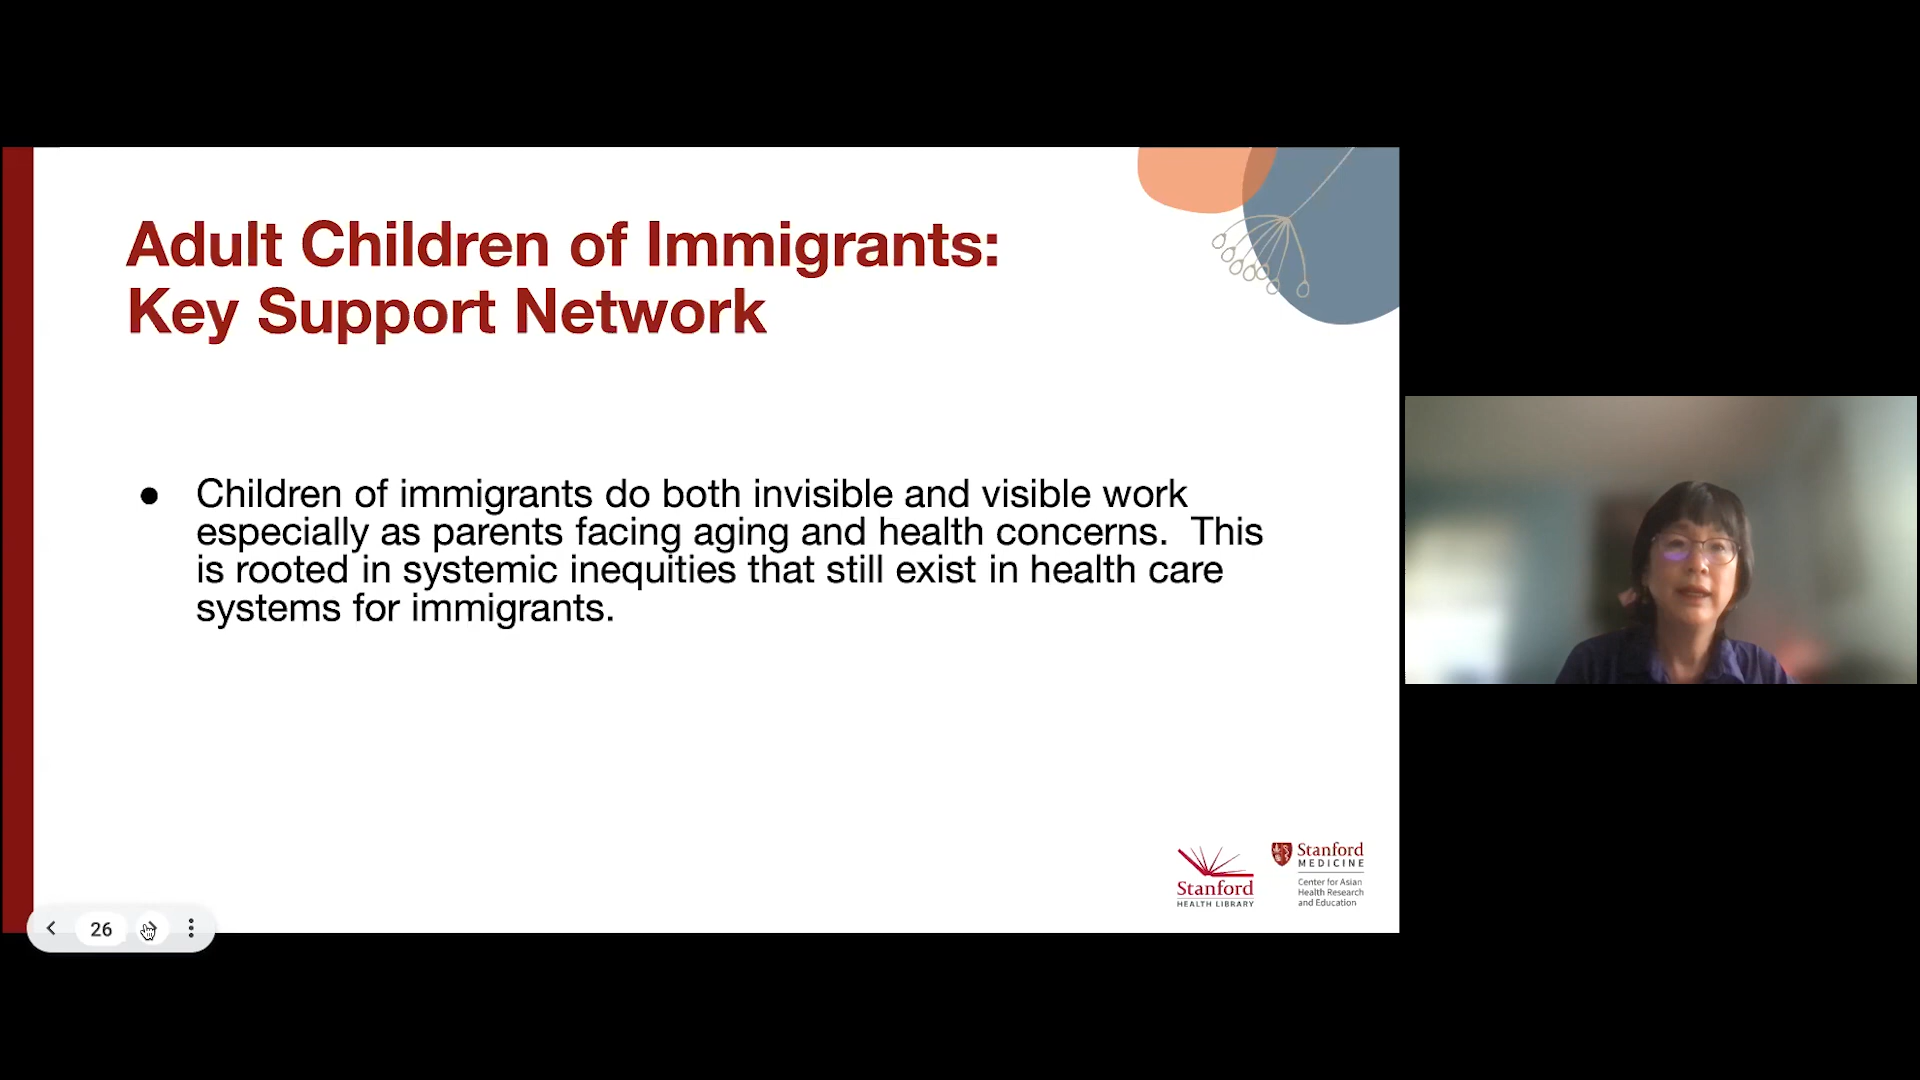 Adult Children of Immigrants:
Key Support Network
● Children of immigrants do both invisible and visible work
especially as parents facing aging and health concerns.  This
is rooted in systemic inequities that still exist in health care
systems for immigrants.
Stanford
HEALTH LIBRARY
Stanford
MEDICINE
Center for Asian
Health Research
and Education
26